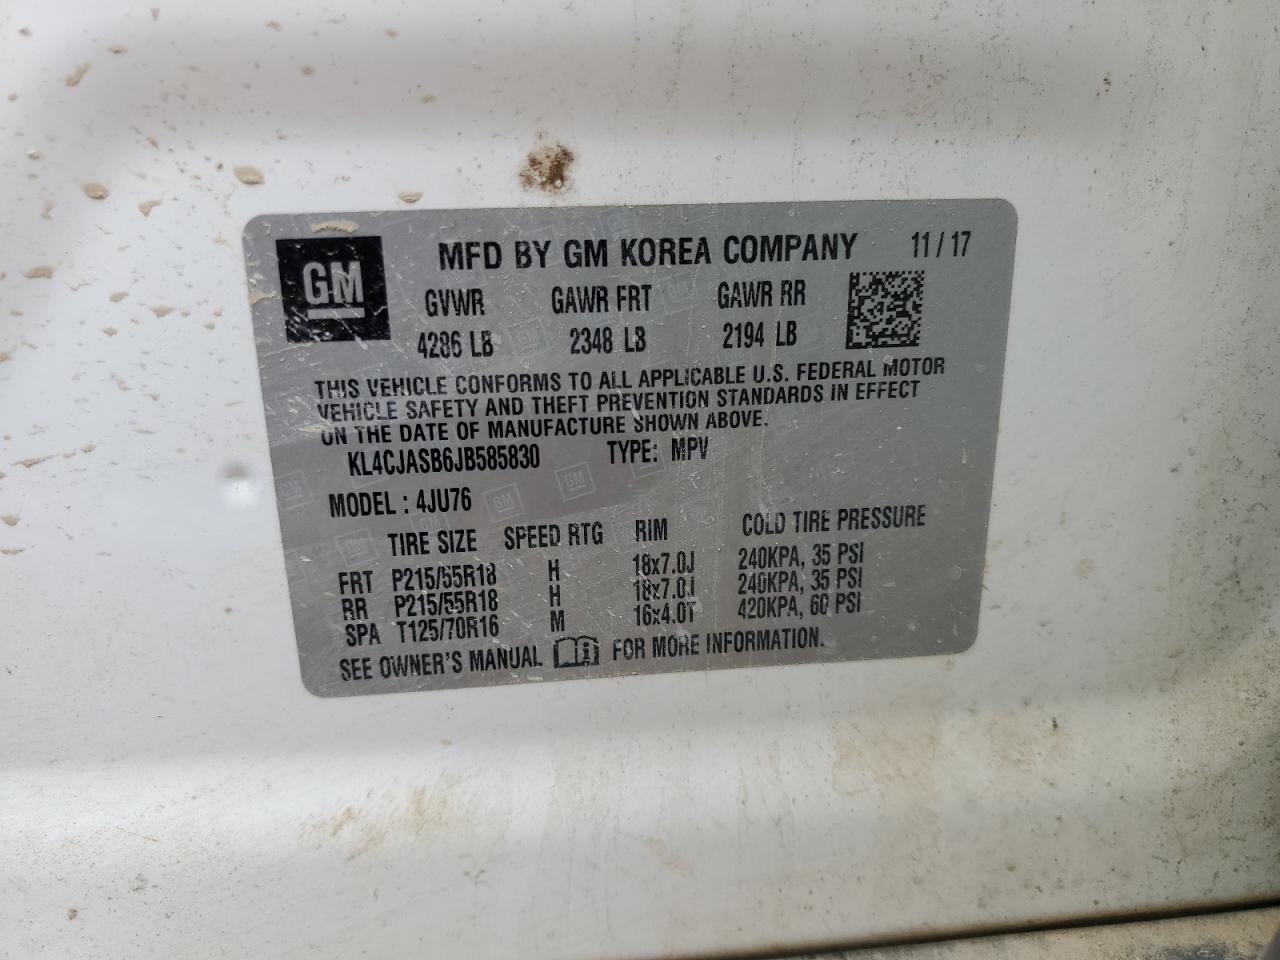 GM
MFD BY GM KOREA COMPANY 11 / 17
GVWR GAWR FRT GAWR RR
4286 LB 2348 LB 2194 LB
THIS VEHICLE CONFORMS TO ALL APPLICABLE U.S. FEDERAL MOTOR
VEHICLE SAFETY AND THEFT PREVENTION STANDARDS IN EFFECT
ON THE DATE OF MANUFACTURE SHOWN ABOVE.
KL4CJASB6JB585830 TYPE: MPV
MODEL : 4JU76
TIRE SIZE SPEED RTG RIM COLD TIRE PRESSURE
FRT P215/55R18 H 18x7.0J 240KPA, 35 PSI
RR P215/55R18 H 18x7.0J 240KPA, 35 PSI
SPA T125/70R16 M 16x4.0T 420KPA, 60 PSI
SEE OWNER'S MANUAL FOR MORE INFORMATION.